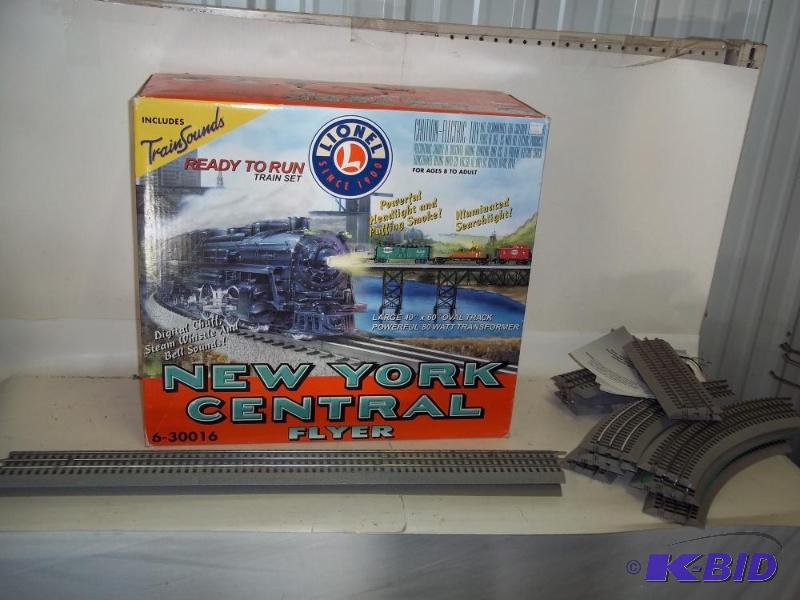 INCLUDES
TrainSounds
READY TO RUN
TRAIN SET
LIONEL
L
SINCE 1900
CAUTION-ELECTRIC TOY
FOR AGES 8 TO ADULT
Powerful
Headlight and
Puffing Smoke!
Illuminated
Searchlight!
LARGE 40" x 60" OVAL TRACK
POWERFUL 80 WATT TRANSFORMER
Digital Chuff,
Steam Whistle And
Bell Sounds!
NEW YORK
CENTRAL
FLYER
6-30016
© K-BID